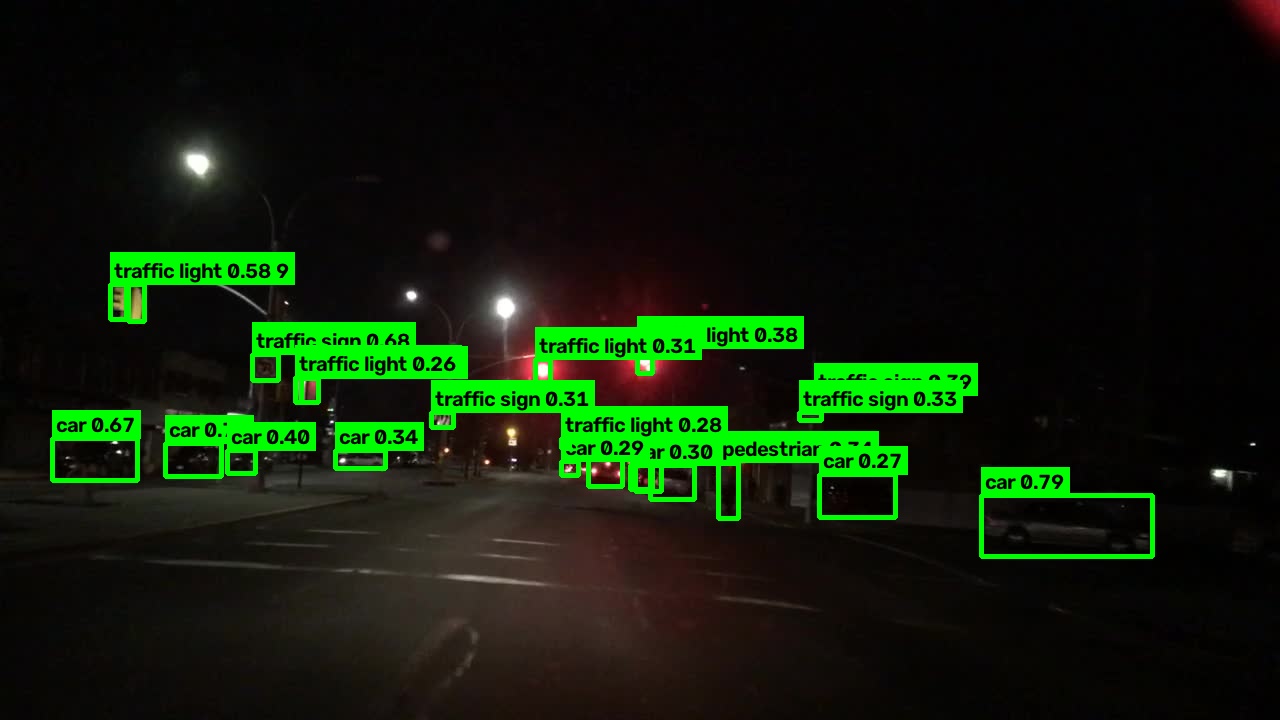 traffic light 0.58 9
light 0.38
traffic sign 0.68
traffic light 0.31
traffic light 0.26
traffic sign 0.31
traffic sign 0.33
car 0.67
traffic light 0.28
car
car 0.40
car 0.34
car 0.29
0.30
pedestrian
car 0.27
car 0.79